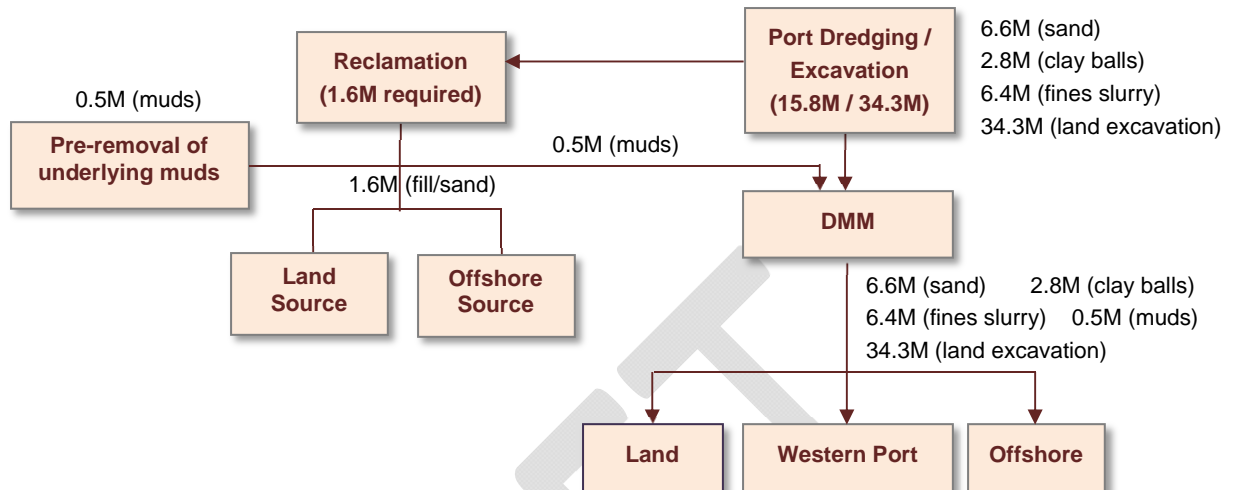 Reclamation
(1.6M required)
Port Dredging /
Excavation
(15.8M / 34.3M)
6.6M (sand)
2.8M (clay balls)
6.4M (fines slurry)
34.3M (land excavation)
0.5M (muds)
Pre-removal of
underlying muds
0.5M (muds)
1.6M (fill/sand)
Land
Source
Offshore
Source
DMM
6.6M (sand) 2.8M (clay balls)
6.4M (fines slurry) 0.5M (muds)
34.3M (land excavation)
Land
Western Port
Offshore